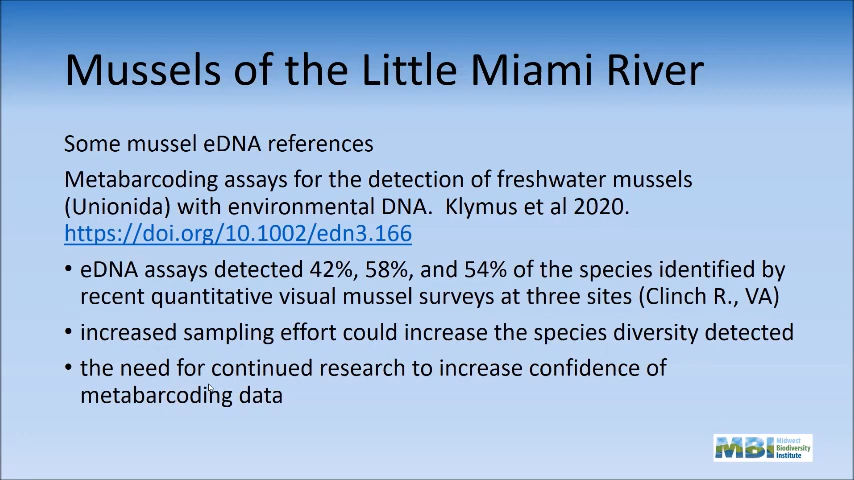 Mussels of the Little Miami River
Some mussel eDNA references
Metabarcoding assays for the detection of freshwater mussels
(Unionida) with environmental DNA.  Klymus et al 2020.
https://doi.org/10.1002/edn3.166
• eDNA assays detected 42%, 58%, and 54% of the species identified by
recent quantitative visual mussel surveys at three sites (Clinch R., VA)
• increased sampling effort could increase the species diversity detected
• the need for continued research to increase confidence of
metabarcoding data
MBI Midwest
Biodiversity
Institute